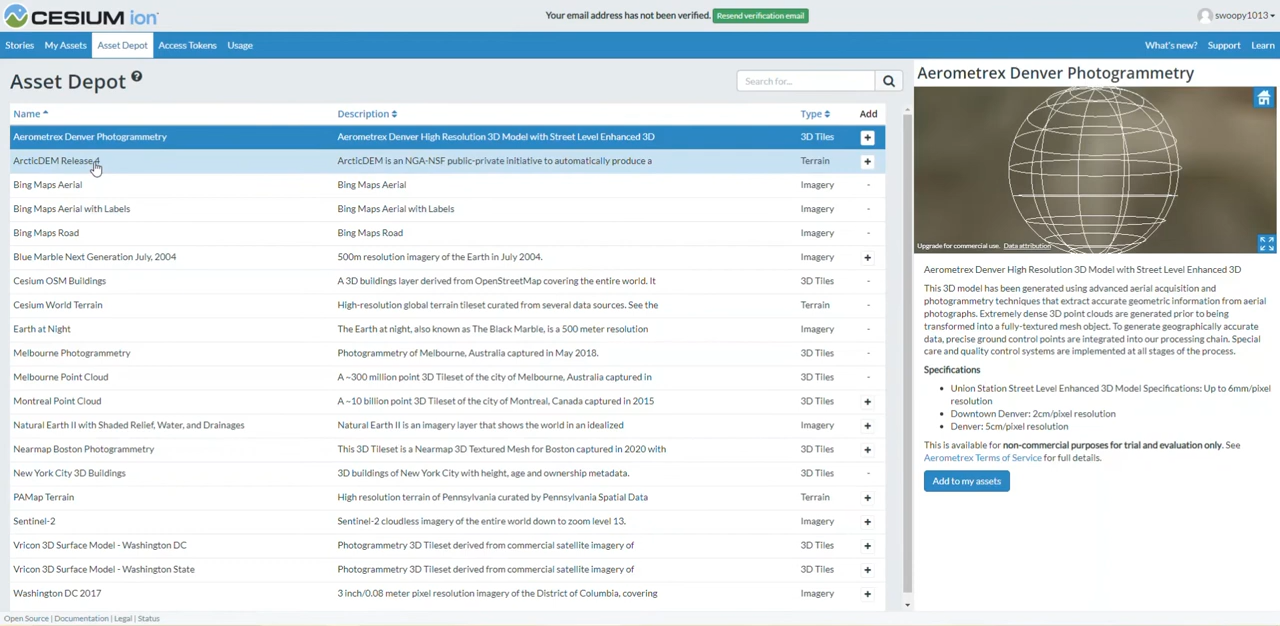 CESIUM ion
Your email address has not been verified. Resend verification email
swoopy1013
Stories My Assets Asset Depot Access Tokens Usage
What's new? Support Learn
Asset Depot ?
Search for...
Name Description Type Add
Aerometrex Denver Photogrammetry Aerometrex Denver High Resolution 3D Model with Street Level Enhanced 3D 3D Tiles +
ArcticDEM Release 4 ArcticDEM is an NGA-NSF public-private initiative to automatically produce a Terrain +
Bing Maps Aerial Bing Maps Aerial Imagery -
Bing Maps Aerial with Labels Bing Maps Aerial with Labels Imagery -
Bing Maps Road Bing Maps Road Imagery -
Blue Marble Next Generation July, 2004 500m resolution imagery of the Earth in July 2004. Imagery +
Cesium OSM Buildings A 3D buildings layer derived from OpenStreetMap covering the entire world. It 3D Tiles -
Cesium World Terrain High-resolution global terrain tileset curated from several data sources. See the Terrain -
Earth at Night The Earth at night, also known as The Black Marble, is a 500 meter resolution Imagery -
Melbourne Photogrammetry Photogrammetry of Melbourne, Australia captured in May 2018. 3D Tiles -
Melbourne Point Cloud A ~300 million point 3D Tileset of the city of Melbourne, Australia captured in 3D Tiles -
Montreal Point Cloud A ~10 billion point 3D Tileset of the city of Montreal, Canada captured in 2015 3D Tiles +
Natural Earth II with Shaded Relief, Water, and Drainages Natural Earth II is an imagery layer that shows the world in an idealized Imagery +
Nearmap Boston Photogrammetry This 3D Tileset is a Nearmap 3D Textured Mesh for Boston captured in 2020 with 3D Tiles +
New York City 3D Buildings 3D buildings of New York City with height, age and ownership metadata. 3D Tiles -
PAMap Terrain High resolution terrain of Pennsylvania curated by Pennsylvania Spatial Data Terrain +
Sentinel-2 Sentinel-2 cloudless imagery of the entire world down to zoom level 13. Imagery +
Vricon 3D Surface Model - Washington DC Photogrammetry 3D Tileset derived from commercial satellite imagery of 3D Tiles +
Vricon 3D Surface Model - Washington State Photogrammetry 3D Tileset derived from commercial satellite imagery of 3D Tiles +
Washington DC 2017 3 inch/0.08 meter pixel resolution imagery of the District of Columbia, covering Imagery +
Open Source | Documentation | Legal | Status
Aerometrex Denver Photogrammetry
Upgrade for commercial use. Data attribution
Aerometrex Denver High Resolution 3D Model with Street Level Enhanced 3D
This 3D model has been generated using advanced aerial acquisition and
photogrammetry techniques that extract accurate geometric information from aerial
photographs. Extremely dense 3D point clouds are generated prior to being
transformed into a fully-textured mesh object. To generate geographically accurate
data, precise ground control points are integrated into our processing chain. Special
care and quality control systems are implemented at all stages of the process.
Specifications
• Union Station Street Level Enhanced 3D Model Specifications: Up to 6mm/pixel
resolution
• Downtown Denver: 2cm/pixel resolution
• Denver: 5cm/pixel resolution
This is available for non-commercial purposes for trial and evaluation only. See
Aerometrex Terms of Service for full details.
Add to my assets